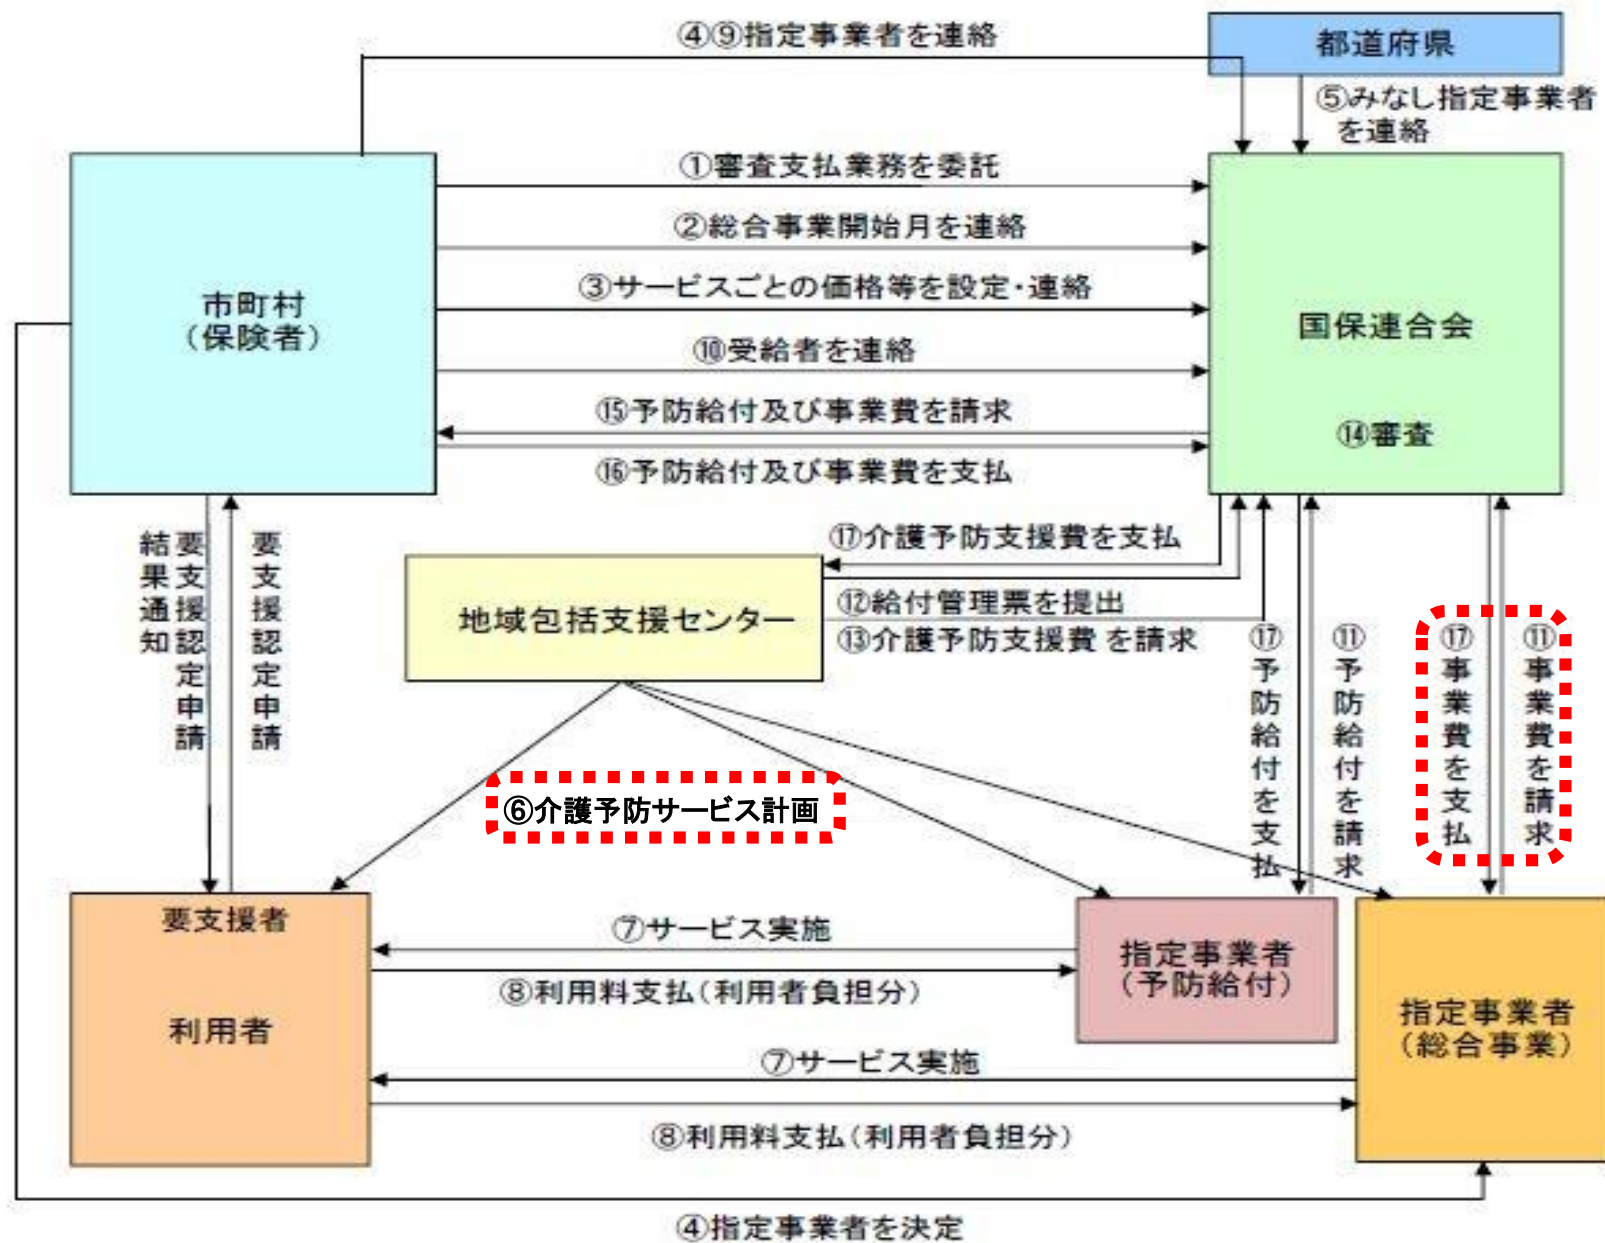 ④⑨指定事業者を連絡
都道府県
⑤みなし指定事業者
を連絡
①審査支払業務を委託
②総合事業開始月を連絡
③サービスごとの価格等を設定・連絡
市町村
(保険者)
国保連合会
⑩受給者を連絡
⑮予防給付及び事業費を請求
⑭審査
⑯予防給付及び事業費を支払
要支援認定申請
結果通知
要支援認定申請
⑰介護予防支援費を支払
地域包括支援センター
⑫給付管理票を提出
⑬介護予防支援費を請求
⑰予防給付を支払
⑪予防給付を請求
⑰事業費を支払
⑪事業費を請求
⑥介護予防サービス計画
要支援者
利用者
⑦サービス実施
⑧利用料支払(利用者負担分)
指定事業者
(予防給付)
指定事業者
(総合事業)
⑦サービス実施
⑧利用料支払(利用者負担分)
④指定事業者を決定